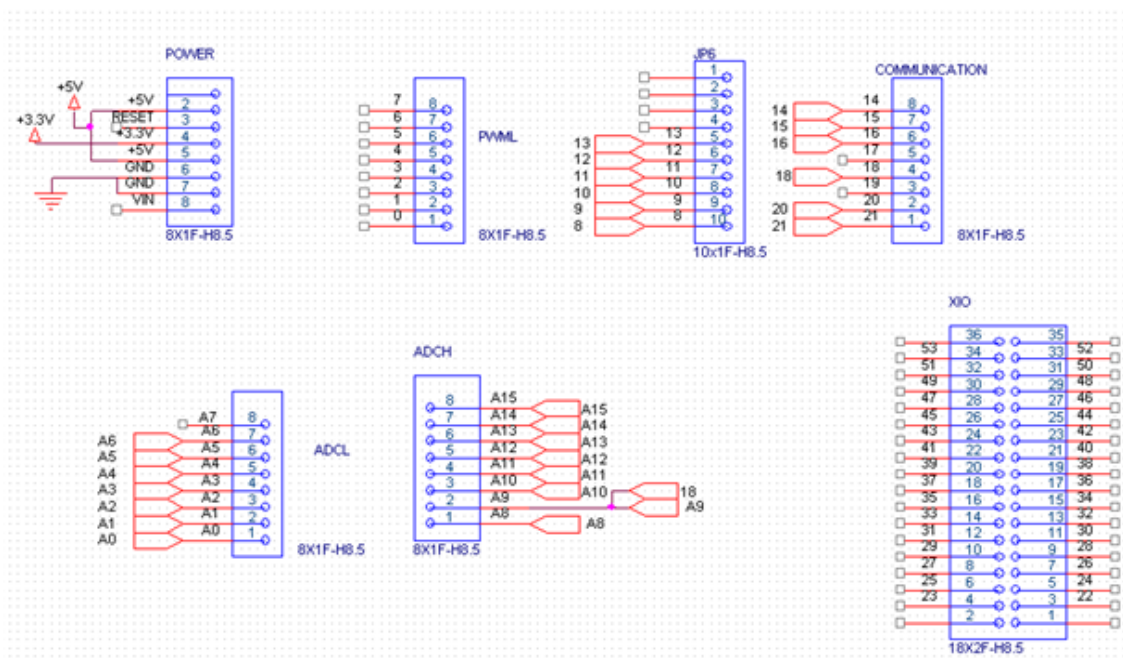 POWER
+5V
+3.3V
+5V 2
RESET 3
+3.3V 4
+5V 5
GND 6
GND 7
VIN 8
8X1F-H8.5
7 8
6 7
5 6
4 5
3 4
2 3
1 2
0 1
PWML
8X1F-H8.5
JP6
1
2
3
4
13 13 5
12 12 6
11 11 7
10 10 8
9 9 9
8 8 10
10x1F-H8.5
COMMUNICATION
14 14 8
15 15 7
16 16 6
17 5
18 18 4
19 3
20 20 2
21 21 1
8X1F-H8.5
A7 8
A6 A6 7
A5 A5 6
A4 A4 5
A3 A3 4
A2 A2 3
A1 A1 2
A0 A0 1
ADCL
8X1F-H8.5
ADCH
8 A15 A15
7 A14 A14
6 A13 A13
5 A12 A12
4 A11 A11
3 A10 A10
2 A9 18
A9
1 A8 A8
8X1F-H8.5
XIO
36 35
53 34 33 52
51 32 31 50
49 30 29 48
47 28 27 46
45 26 25 44
43 24 23 42
41 22 21 40
39 20 19 38
37 18 17 36
35 16 15 34
33 14 13 32
31 12 11 30
29 10 9 28
27 8 7 26
25 6 5 24
23 4 3 22
2 1
18X2F-H8.5